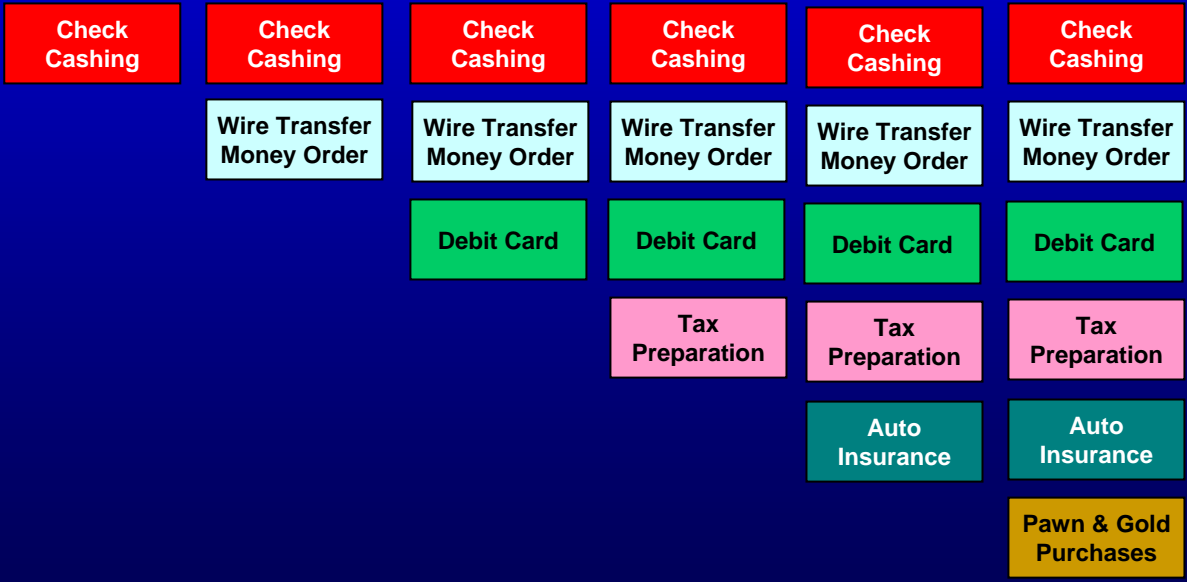 Check
Cashing
Check
Cashing
Check
Cashing
Check
Cashing
Check
Cashing
Check
Cashing
Wire Transfer
Money Order
Wire Transfer
Money Order
Wire Transfer
Money Order
Wire Transfer
Money Order
Wire Transfer
Money Order
Debit Card
Debit Card
Debit Card
Debit Card
Tax
Preparation
Tax
Preparation
Tax
Preparation
Auto
Insurance
Auto
Insurance
Pawn & Gold
Purchases